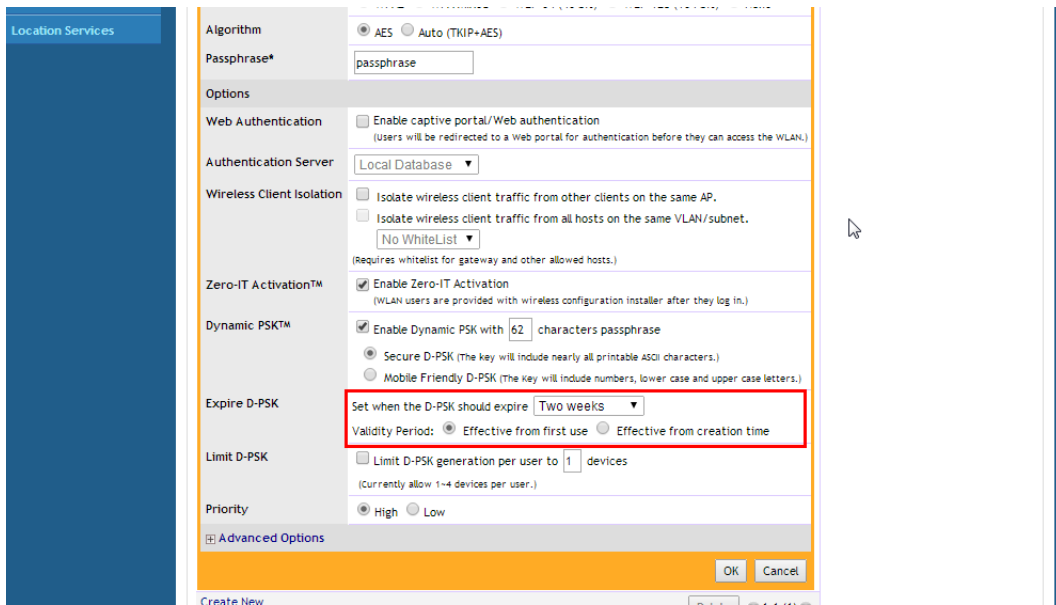 Location Services
Algorithm AES Auto (TKIP+AES)
Passphrase* passphrase
Options
Web Authentication Enable captive portal/Web authentication
(Users will be redirected to a Web portal for authentication before they can access the WLAN.)
Authentication Server Local Database
Wireless Client Isolation Isolate wireless client traffic from other clients on the same AP.
Isolate wireless client traffic from all hosts on the same VLAN/subnet.
No WhiteList
(Requires whitelist for gateway and other allowed hosts.)
Zero-IT Activation™ Enable Zero-IT Activation
(WLAN users are provided with wireless configuration installer after they log in.)
Dynamic PSK™ Enable Dynamic PSK with 62 characters passphrase
Secure D-PSK (The key will include nearly all printable ASCII characters.)
Mobile Friendly D-PSK (The Key will include numbers, lower case and upper case letters.)
Expire D-PSK Set when the D-PSK should expire Two weeks
Validity Period: Effective from first use Effective from creation time
Limit D-PSK Limit D-PSK generation per user to 1 devices
(Currently allow 1~4 devices per user.)
Priority High Low
Advanced Options
OK Cancel
Create New